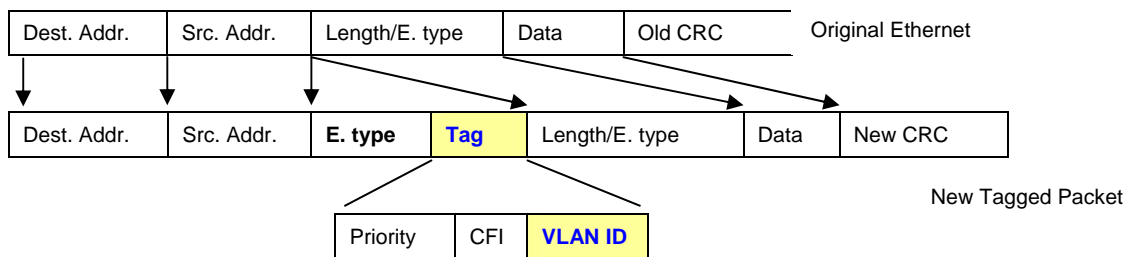 Dest. Addr. Src. Addr. Length/E. type Data Old CRC Original Ethernet
Dest. Addr. Src. Addr. E. type Tag Length/E. type Data New CRC
New Tagged Packet
Priority CFI VLAN ID